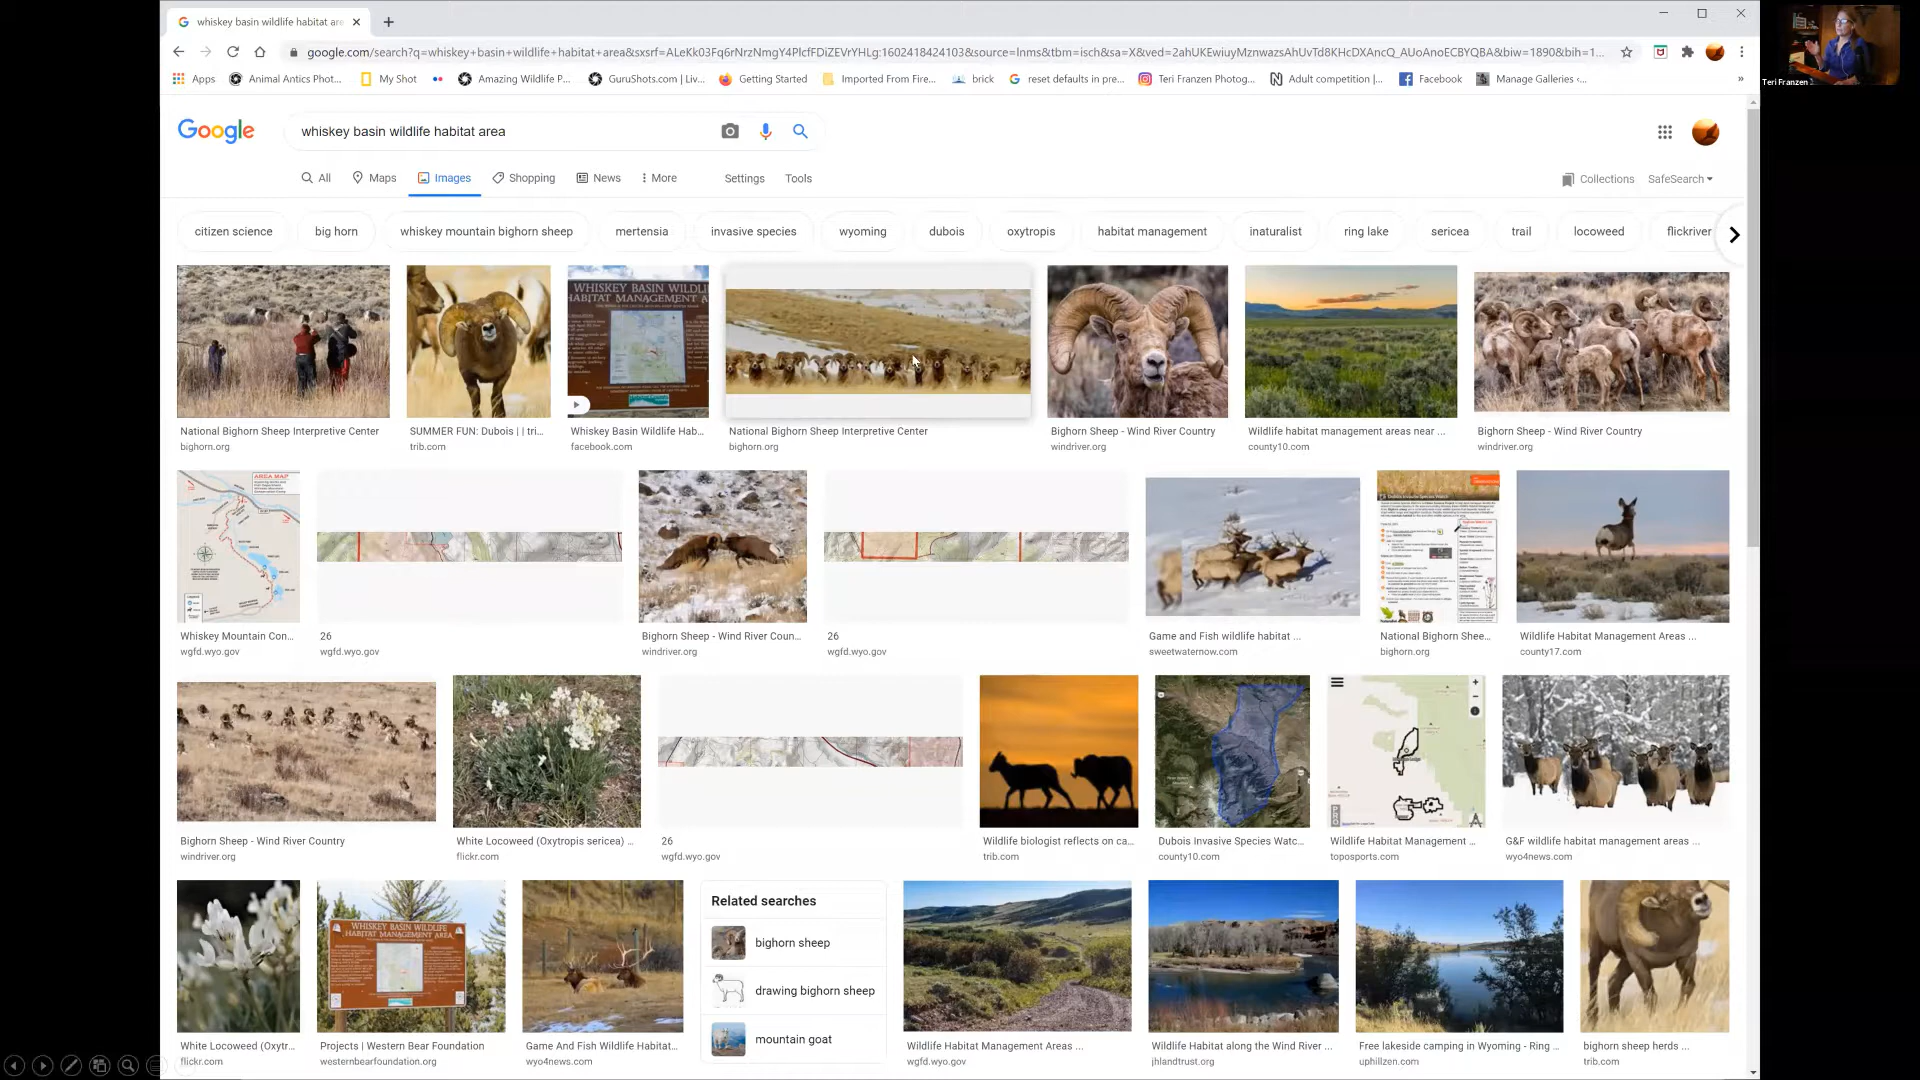 whiskey basin wildlife habitat are
google.com/search?q=whiskey+basin+wildlife+habitat+area&sxsrf=ALeKk03Fq6rNrzNmgY4PlcfFDiZEVrYHLg:1602418424103&source=lnms&tbm=isch&sa=X&ved=2ahUKEwiuyMznwazsAhUvTd8KHcDXAncQ_AUoAnoECBYQBA&biw=1890&bih=1...
Apps Animal Antics Phot... My Shot Amazing Wildlife P... GuruShots.com | Liv... Getting Started Imported From Fire... brick reset defaults in pre... Teri Franzen Photog... Adult competition |... Facebook Manage Galleries ‹... »
Teri Franzen
Google whiskey basin wildlife habitat area
All Maps Images Shopping News More Settings Tools Collections SafeSearch
citizen science big horn whiskey mountain bighorn sheep mertensia invasive species wyoming dubois oxytropis habitat management inaturalist ring lake sericea trail locoweed flickriver
WHISKEY BASIN WILDLI
HABITAT MANAGEMENT A
National Bighorn Sheep Interpretive Center
bighorn.org
SUMMER FUN: Dubois | | tri...
trib.com
Whiskey Basin Wildlife Hab...
facebook.com
National Bighorn Sheep Interpretive Center
bighorn.org
Bighorn Sheep - Wind River Country
windriver.org
Wildlife habitat management areas near ...
county10.com
Bighorn Sheep - Wind River Country
windriver.org
AREA MAP
Whiskey Mountain Con...
wgfd.wyo.gov
26
wgfd.wyo.gov
Bighorn Sheep - Wind River Coun...
windriver.org
26
wgfd.wyo.gov
Game and Fish wildlife habitat ...
sweetwaternow.com
National Bighorn Shee...
bighorn.org
Wildlife Habitat Management Areas ...
county17.com
Bighorn Sheep - Wind River Country
windriver.org
White Locoweed (Oxytropis sericea) ...
flickr.com
26
wgfd.wyo.gov
Wildlife biologist reflects on ca...
trib.com
Dubois Invasive Species Watc...
county10.com
PRO
Wildlife Habitat Management ...
toposports.com
G&F wildlife habitat management areas ...
wyo4news.com
WHISKEY BASIN WILDLIFE
HABITAT MANAGEMENT AREA
Related searches
bighorn sheep
drawing bighorn sheep
mountain goat
White Locoweed (Oxytr...
flickr.com
Projects | Western Bear Foundation
westernbearfoundation.org
Game And Fish Wildlife Habitat...
wyo4news.com
Wildlife Habitat Management Areas ...
wgfd.wyo.gov
Wildlife Habitat along the Wind River ...
jhlandtrust.org
Free lakeside camping in Wyoming - Ring ...
uphillzen.com
bighorn sheep herds ...
trib.com